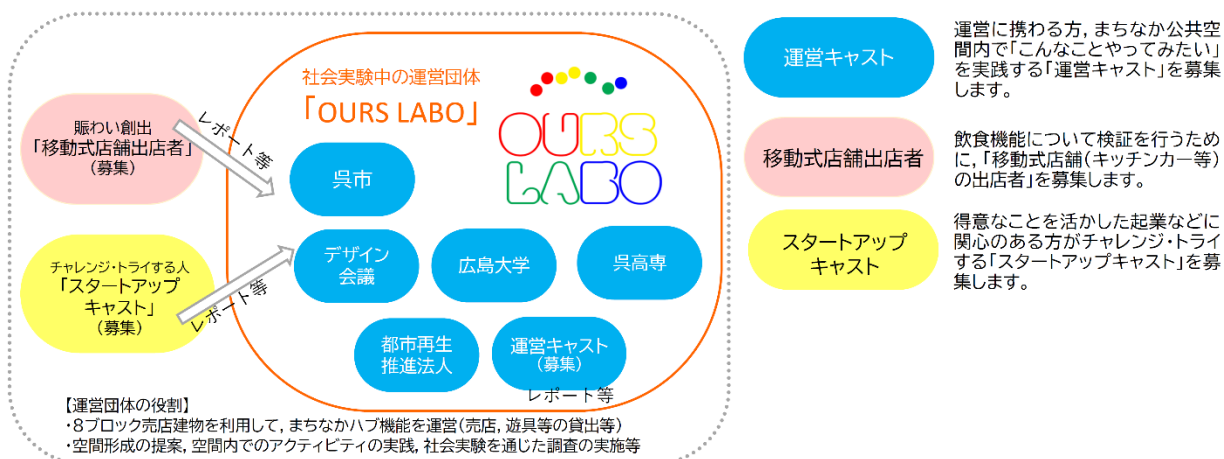 社会実験中の運営団体
「OURS LABO」
OURS
LABO
賑わい創出
「移動式店舗出店者」
(募集)
レポート等
チャレンジ・トライする人
「スタートアップ
キャスト」
(募集)
レポート等
呉市
デザイン
会議
広島大学
呉高専
都市再生
推進法人
運営キャスト
(募集)
レポート等
【運営団体の役割】
・8ブロック売店建物を利用して，まちなかハブ機能を運営(売店，遊具等の貸出等)
・空間形成の提案，空間内でのアクティビティの実践，社会実験を通じた調査の実施等
運営キャスト
運営に携わる方，まちなか公共空
間内で「こんなことやってみたい」
を実践する「運営キャスト」を募集
します。
移動式店舗出店者
飲食機能について検証を行うため
に，「移動式店舗(キッチンカー等)
の出店者」を募集します。
スタートアップ
キャスト
得意なことを活かした起業などに
関心のある方がチャレンジ・トライ
する「スタートアップキャスト」を募
集します。